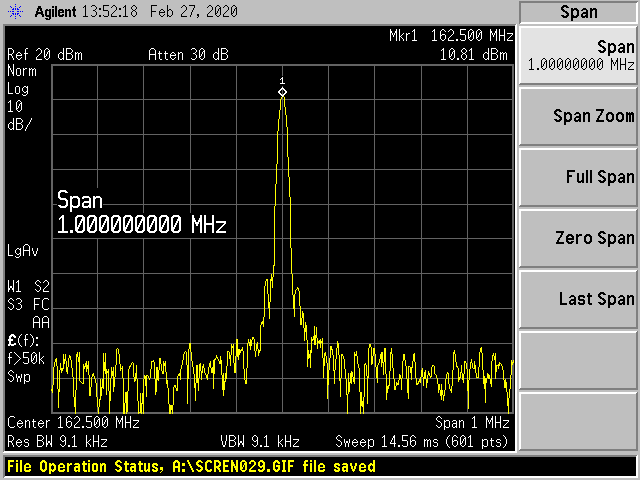 Agilent 13:52:18 Feb 27, 2020
Span
Mkr1 162.500 MHz
Ref 20 dBm Atten 30 dB 10.81 dBm
Norm
Log
10
dB/
1
Span
1.000000000 MHz
LgAv
W1 S2
S3 FC
AA
£(f):
f>50k
Swp
Center 162.500 MHz Span 1 MHz
Res BW 9.1 kHz VBW 9.1 kHz Sweep 14.56 ms (601 pts)
File Operation Status, A:\SCREN029.GIF file saved
Span
1.00000000 MHz
Span Zoom
Full Span
Zero Span
Last Span